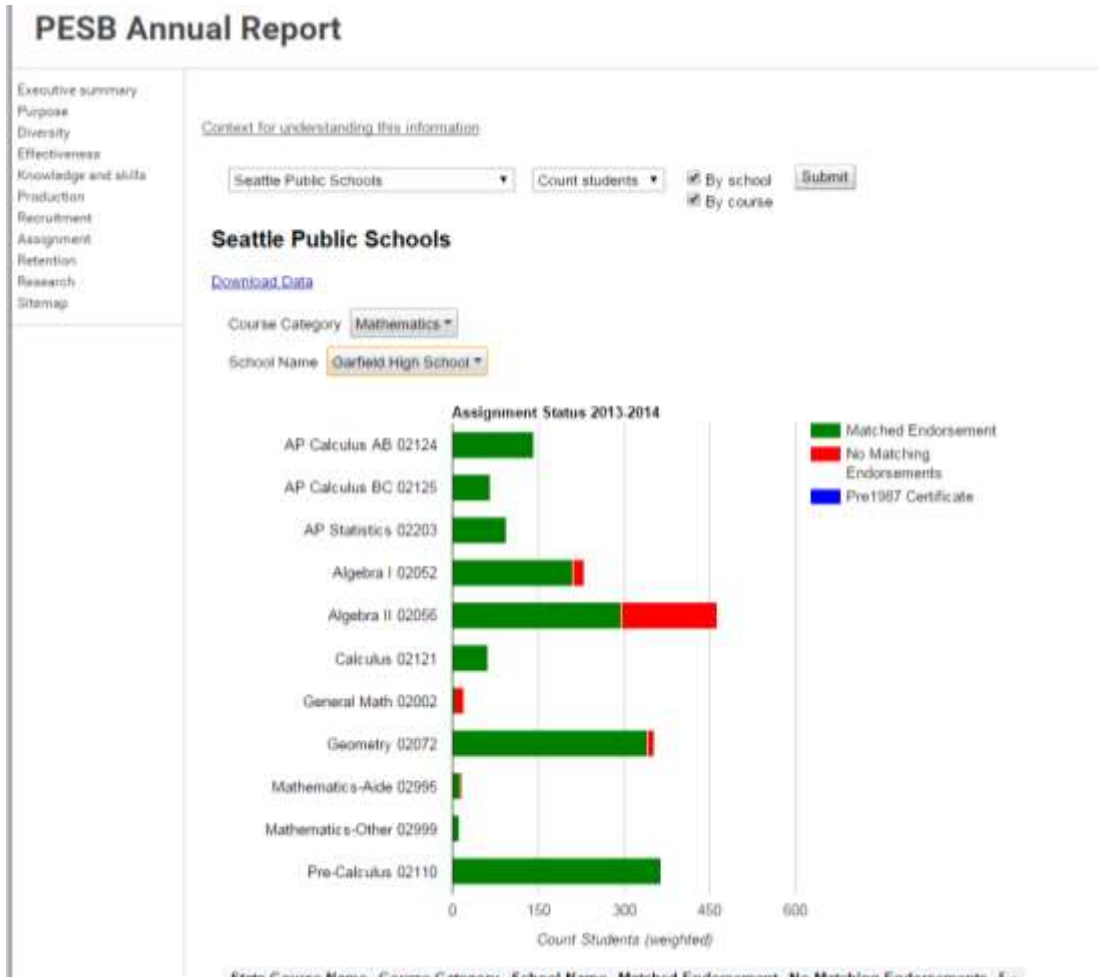 PESB Annual Report
Executive summary
Purpose
Diversity
Effectiveness
Knowledge and skills
Production
Recruitment
Assignment
Retention
Research
Sitemap
Context for understanding this information
Seattle Public Schools
Count students
By school
Submit
By course
Seattle Public Schools
Download Data
Course Category Mathematics
School Name Garfield High School
Assignment Status 2013-2014
Matched Endorsement
No Matching
Endorsements
Pre1987 Certificate
AP Calculus AB 02124
AP Calculus BC 02125
AP Statistics 02203
Algebra I 02052
Algebra II 02056
Calculus 02121
General Math 02002
Geometry 02072
Mathematics-Aide 02995
Mathematics-Other 02999
Pre-Calculus 02110
0 150 300 450 600
Count Students (weighted)
State Course Name Course Category School Name Matched Endorsement No Matching Endorsements